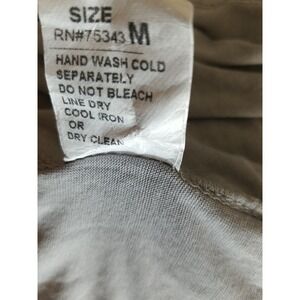 SIZE
RN#75343 M
HAND WASH COLD
SEPARATELY
DO NOT BLEACH
LINE DRY
COOL IRON
OR
DRY CLEAN